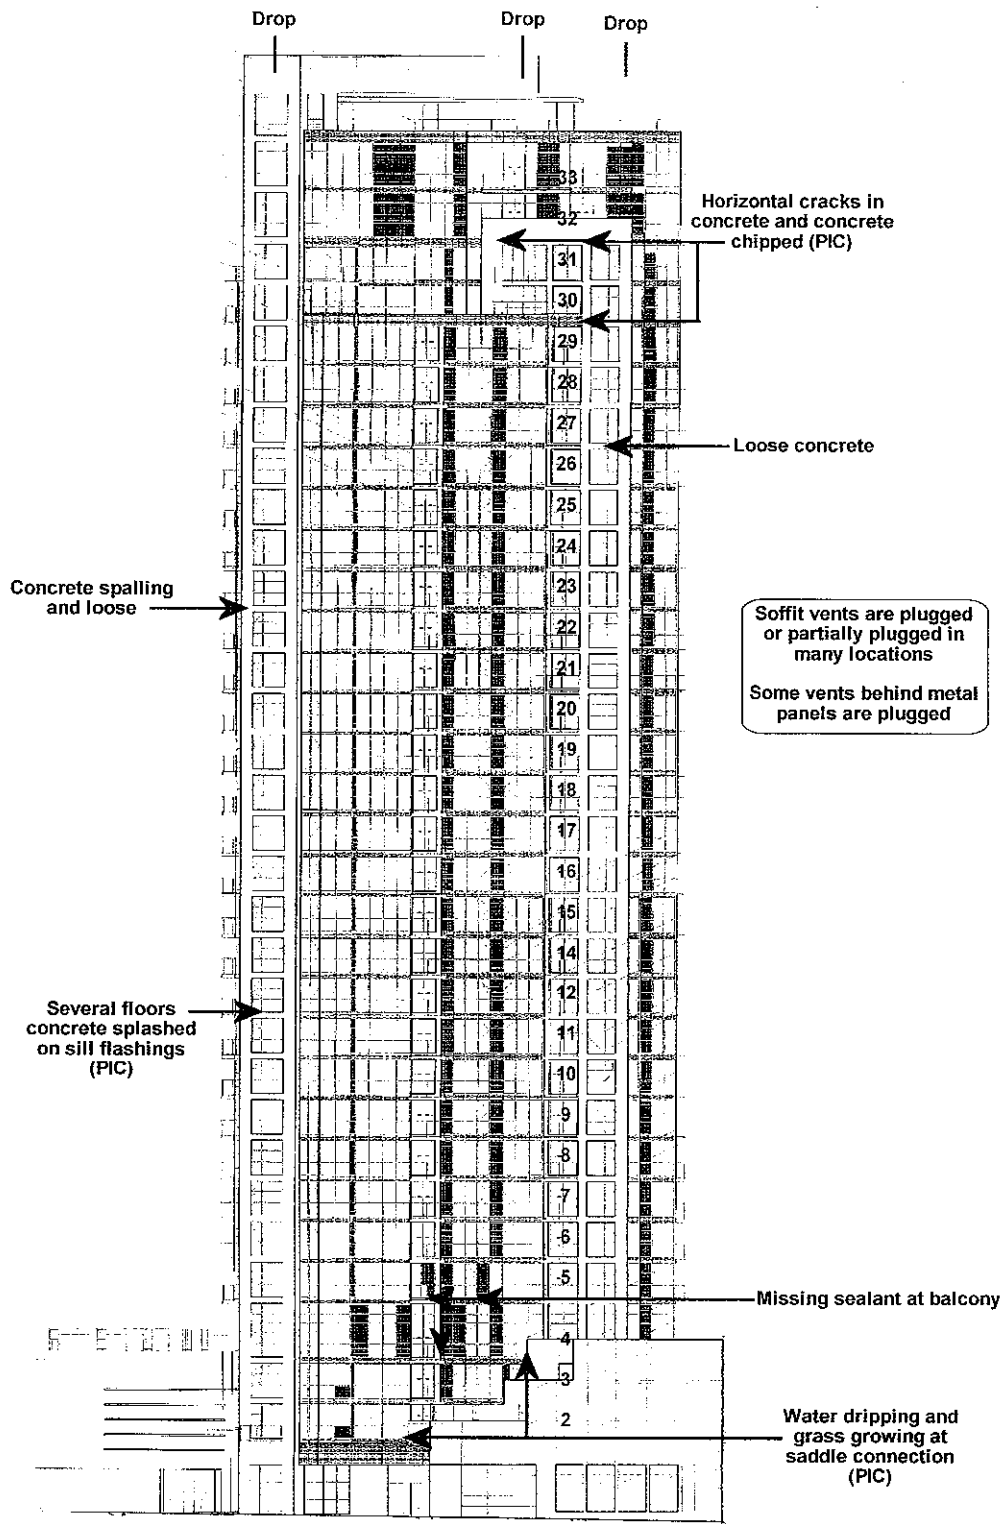 Drop
Drop
Drop
33
Horizontal cracks in
concrete and concrete
chipped (PIC)
32
31
30
29
28
27
Loose concrete
26
25
24
Concrete spalling
and loose
23
22
Soffit vents are plugged
or partially plugged in
many locations
Some vents behind metal
panels are plugged
21
20
19
18
17
16
15
14
12
Several floors
concrete splashed
on sill flashings
(PIC)
11
10
9
8
7
6
5
Missing sealant at balcony
4
3
2
Water dripping and
grass growing at
saddle connection
(PIC)